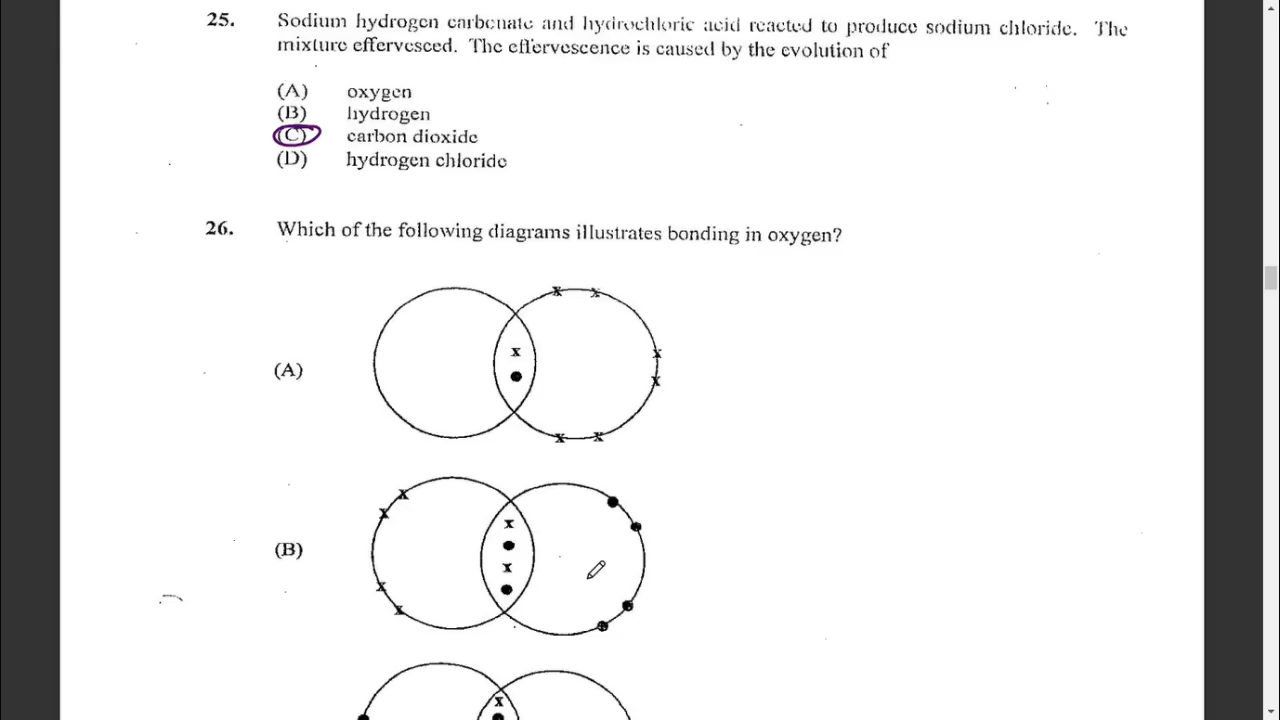 25. Sodium hydrogen carbonate and hydrochloric acid reacted to produce sodium chloride. The
mixture effervesced. The effervescence is caused by the evolution of
(A) oxygen
(B) hydrogen
(C) carbon dioxide
(D) hydrogen chloride
26. Which of the following diagrams illustrates bonding in oxygen?
x x
x
x
(A)
x
x x
x
x
x
x
(B)
x
x
x